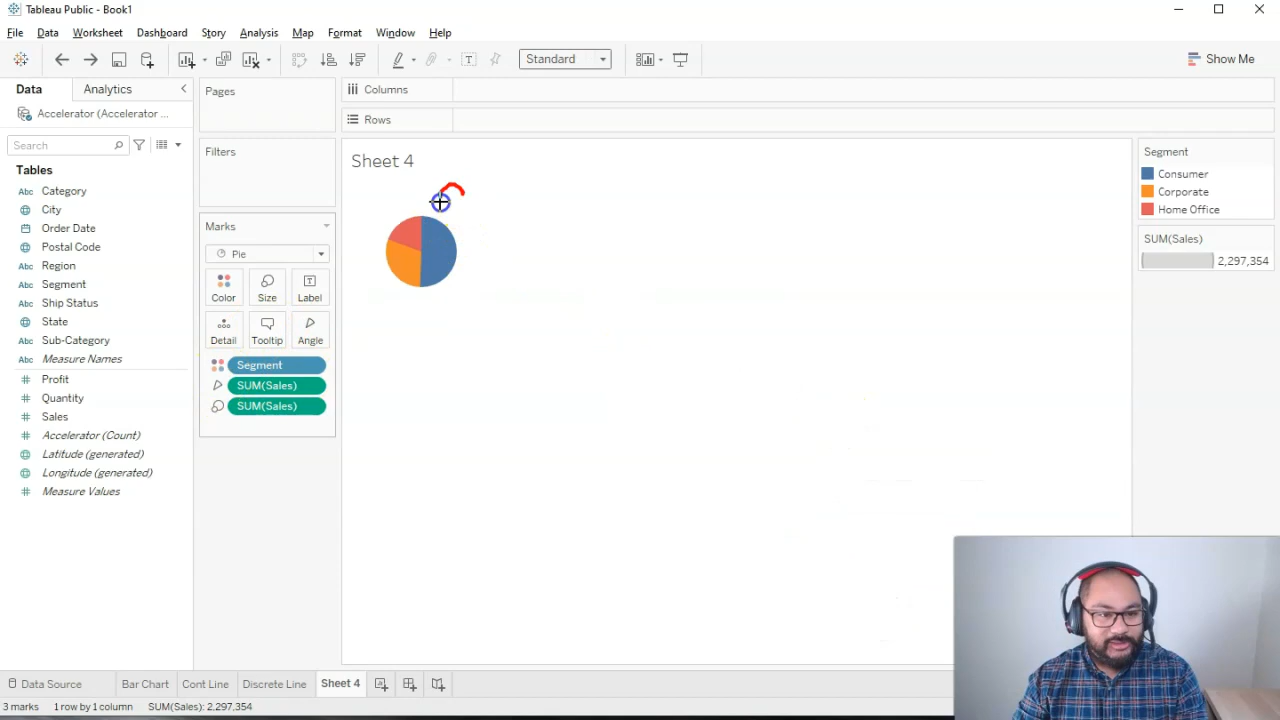 Tableau Public - Book1
File Data Worksheet Dashboard Story Analysis Map Format Window Help
Standard
Show Me
Data Analytics
Accelerator (Accelerator ...
Search
Tables
Abc Category
City
Order Date
Postal Code
Region
Abc Segment
Abc Ship Status
State
Abc Sub-Category
Abc Measure Names
# Profit
# Quantity
# Sales
# Accelerator (Count)
Latitude (generated)
Longitude (generated)
# Measure Values
Pages
Filters
Marks
Pie
Color Size Label
Detail Tooltip Angle
Segment
SUM(Sales)
SUM(Sales)
Columns
Rows
Sheet 4
Segment
Consumer
Corporate
Home Office
SUM(Sales)
2,297,354
Data Source Bar Chart Cont Line Discrete Line Sheet 4
3 marks 1 row by 1 column SUM(Sales): 2,297,354